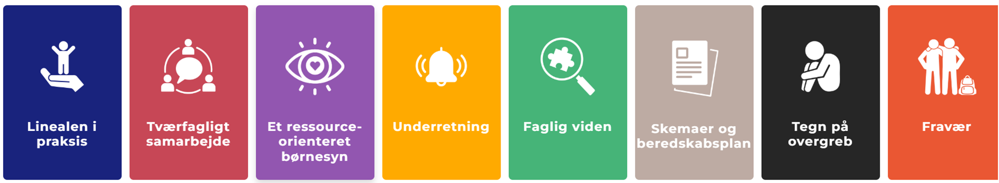 Linealen i
praksis
Tværfagligt
samarbejde
Et ressource-
orienteret
børnesyn
Underretning
Faglig viden
Skemaer og
beredskabsplan
Tegn på
overgreb
Fravær